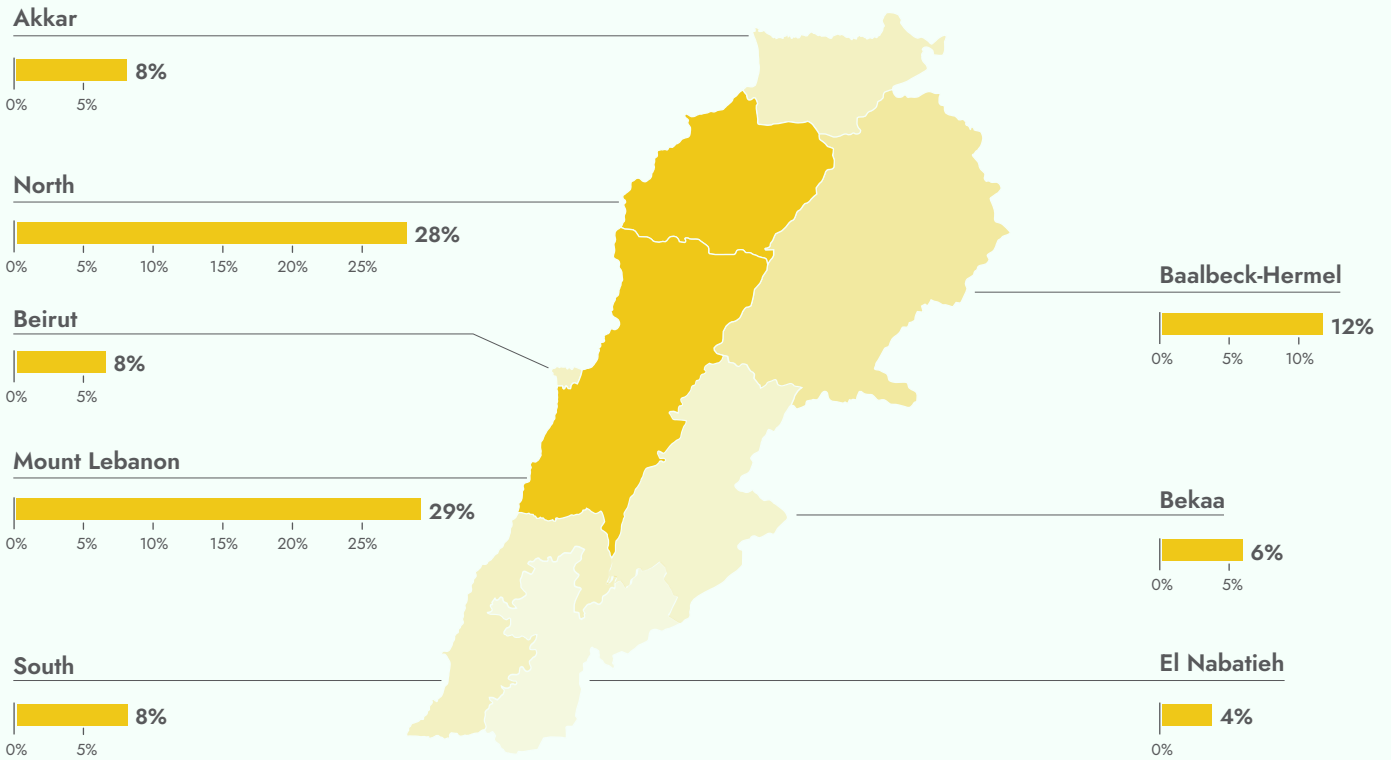 Akkar
8%
0% 5%
North
28%
0% 5% 10% 15% 20% 25%
Beirut
8%
0% 5%
Mount Lebanon
29%
0% 5% 10% 15% 20% 25%
South
8%
0% 5%
Baalbeck-Hermel
12%
0% 5% 10%
Bekaa
6%
0% 5%
El Nabatieh
4%
0%